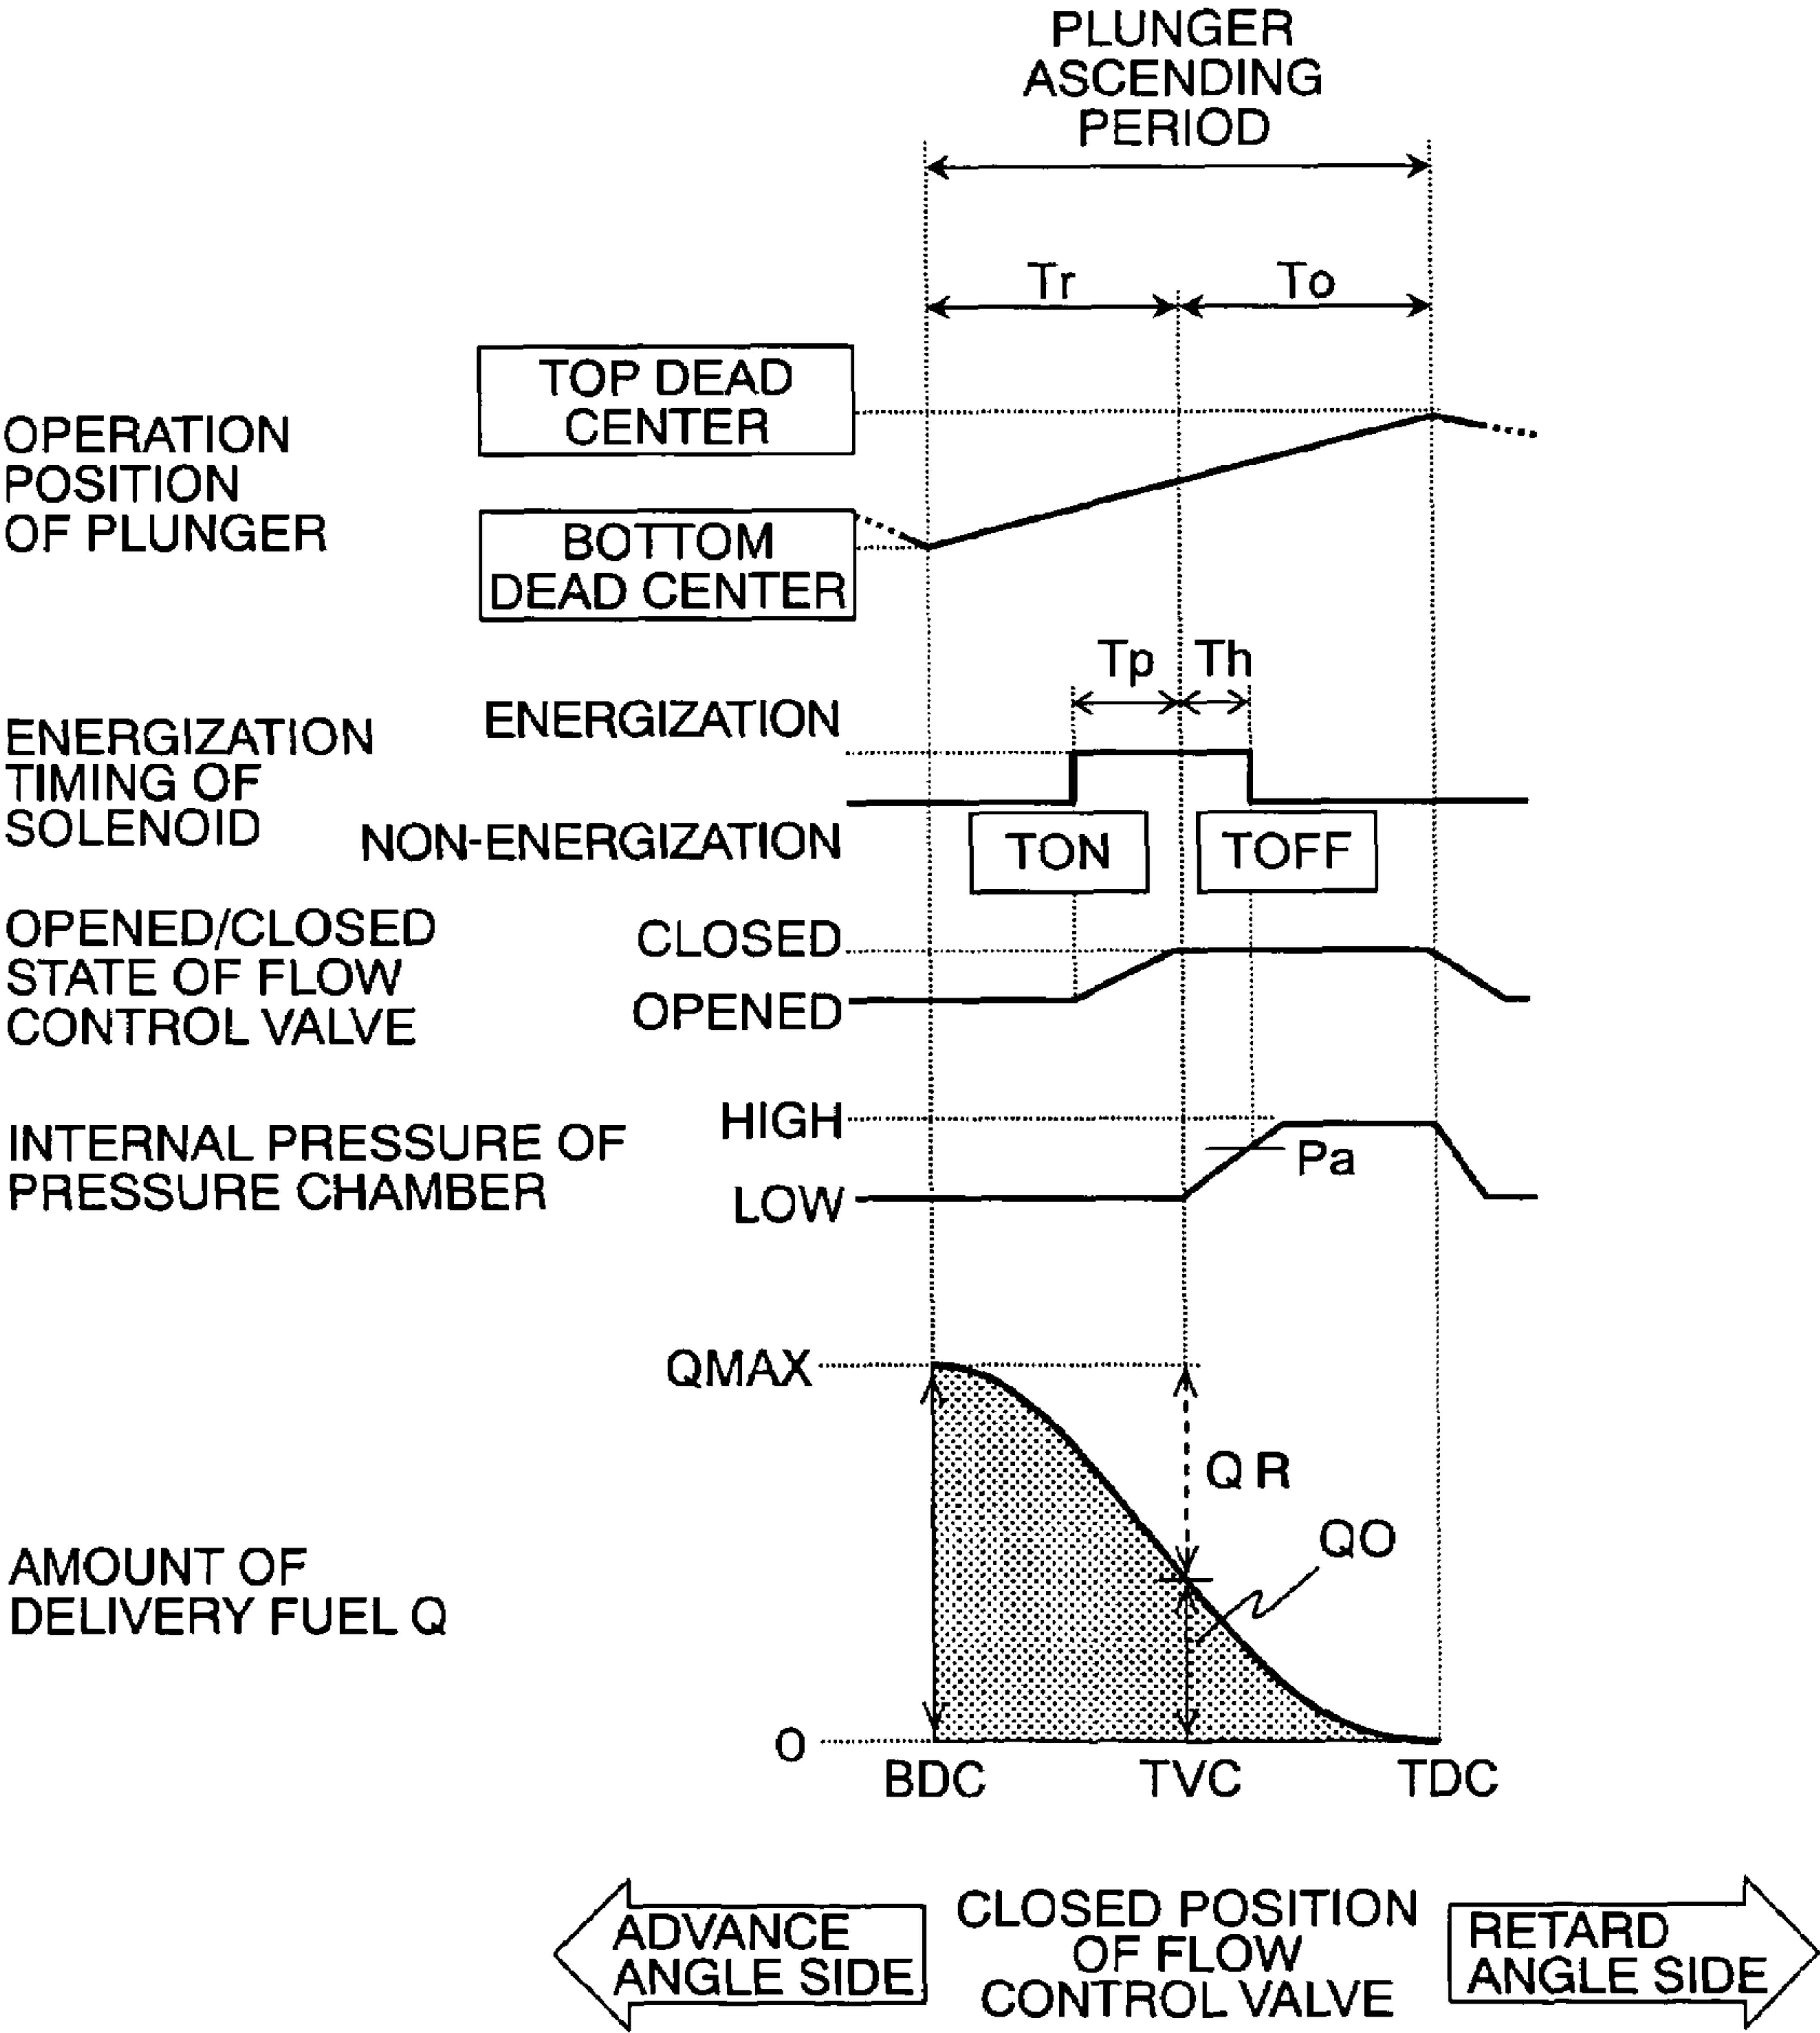 PLUNGER
ASCENDING
PERIOD
Tr
To
TOP DEAD
CENTER
OPERATION
POSITION
OF PLUNGER
BOTTOM
DEAD CENTER
Tp
Th
ENERGIZATION
ENERGIZATION
TIMING OF
SOLENOID
NON-ENERGIZATION
TON
TOFF
OPENED/CLOSED
STATE OF FLOW
CONTROL VALVE
CLOSED
OPENED
HIGH
INTERNAL PRESSURE OF
PRESSURE CHAMBER
Pa
LOW
QMAX
QR
QO
AMOUNT OF
DELIVERY FUEL Q
0
BDC
TVC
TDC
ADVANCE
ANGLE SIDE
CLOSED POSITION
OF FLOW
CONTROL VALVE
RETARD
ANGLE SIDE